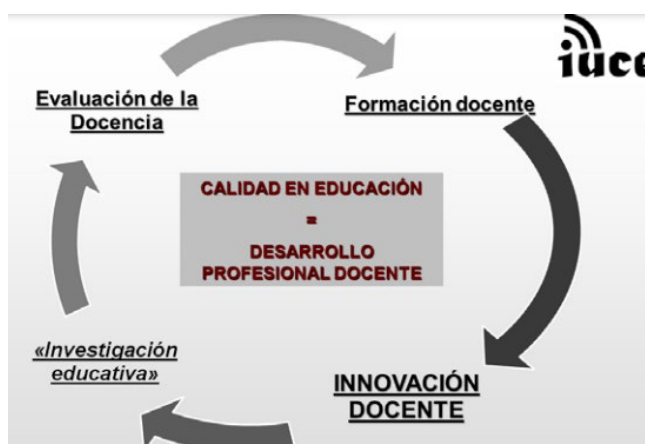 iuce
Evaluación de la
Docencia
Formación docente
CALIDAD EN EDUCACIÓN
=
DESARROLLO
PROFESIONAL DOCENTE
«Investigación
educativa»
INNOVACIÓN
DOCENTE